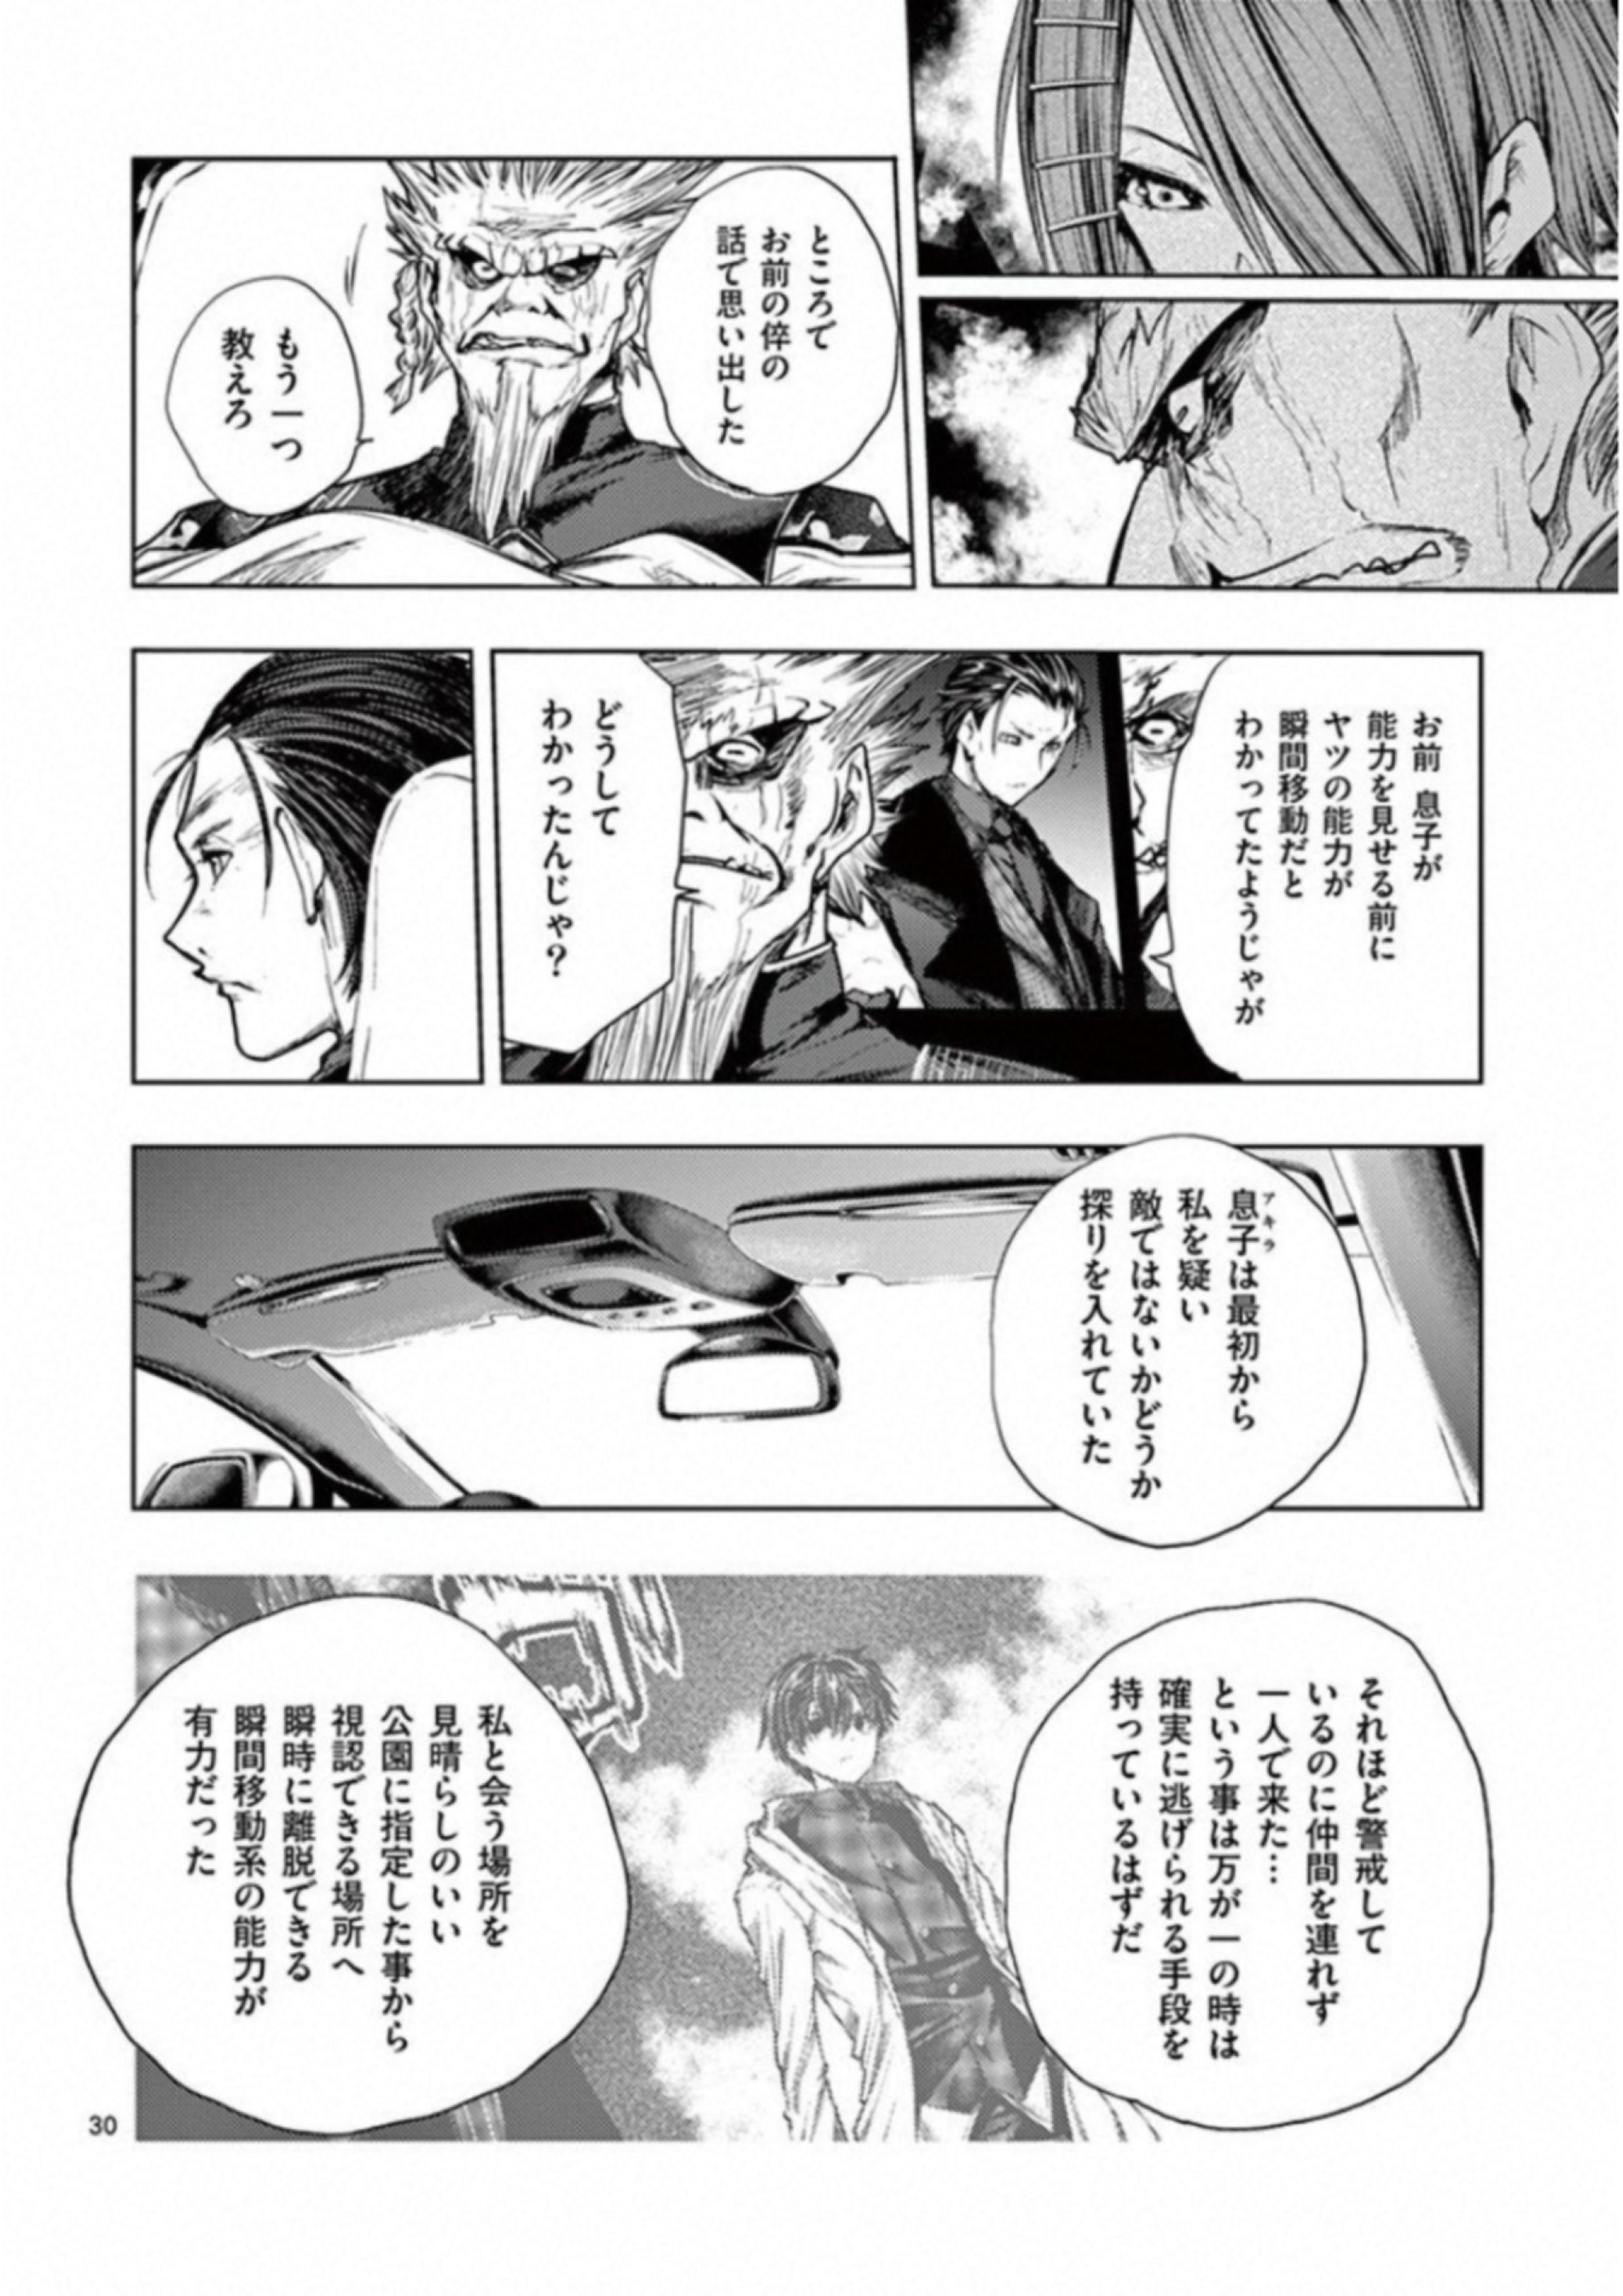 ところで
お前の倅の
話で思い出した
もう一つ
教えろ
お前 息子が
能力を見せる前に
ヤツの能力が
瞬間移動だと
わかってたようじゃが
どうして
わかったんじゃ?
アキラ
息子は最初から
私を疑い
敵ではないかどうか
探りを入れていた
それほど警戒して
いるのに仲間を連れず
一人で来た…
という事は万が一の時は
確実に逃げられる手段を
持っているはずだ
私と会う場所を
見晴らしのいい
公園に指定した事から
視認できる場所へ
瞬時に離脱できる
瞬間移動系の能力が
有力だった
30